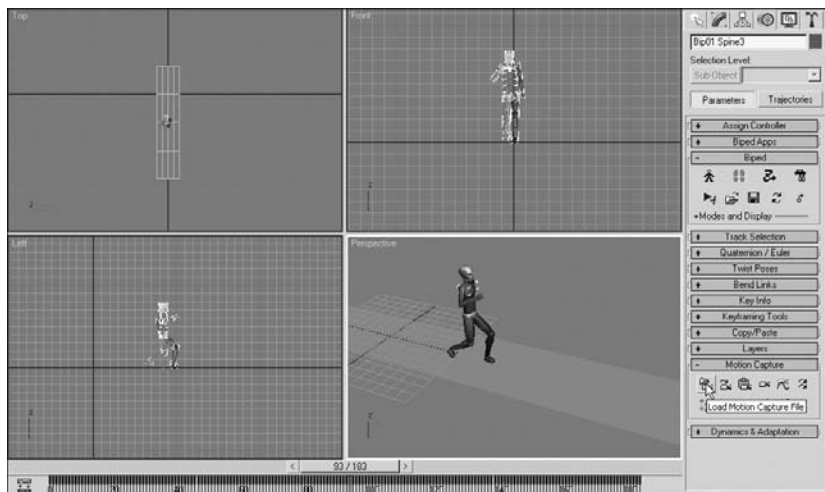 Top
Front
Bip01 Spine3
Selection Level:
Sub-Object
Parameters
Trajectories
+ Assign Controller
+ Biped Apps
- Biped
+Modes and Display
+ Track Selection
+ Quaternion / Euler
+ Twist Poses
+ Bend Links
+ Key Info
+ Keyframing Tools
+ Copy/Paste
+ Layers
- Motion Capture
Load Motion Capture File
+ Dynamics & Adaptation
Left
Perspective
< 93 / 183 >
20
40